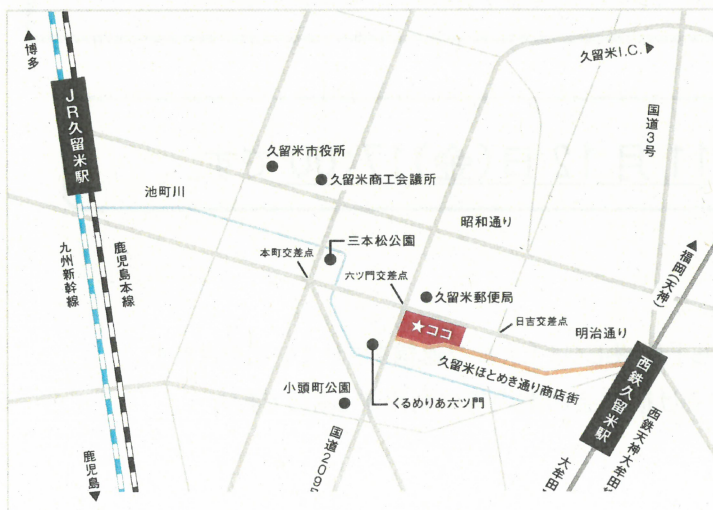 ▲博多
久留米I.C.▶
国道3号
JR久留米駅
久留米市役所
久留米商工会議所
池町川
昭和通り
三本松公園
本町交差点
六ツ門交差点
▲福岡(天神)
九州新幹線
鹿児島本線
久留米郵便局
日吉交差点
★ココ
明治通り
久留米ほとめき通り商店街
西鉄久留米駅
小頭町公園
くるめりあ六ツ門
国道209
西鉄天神大牟田
大牟田
鹿児島▼